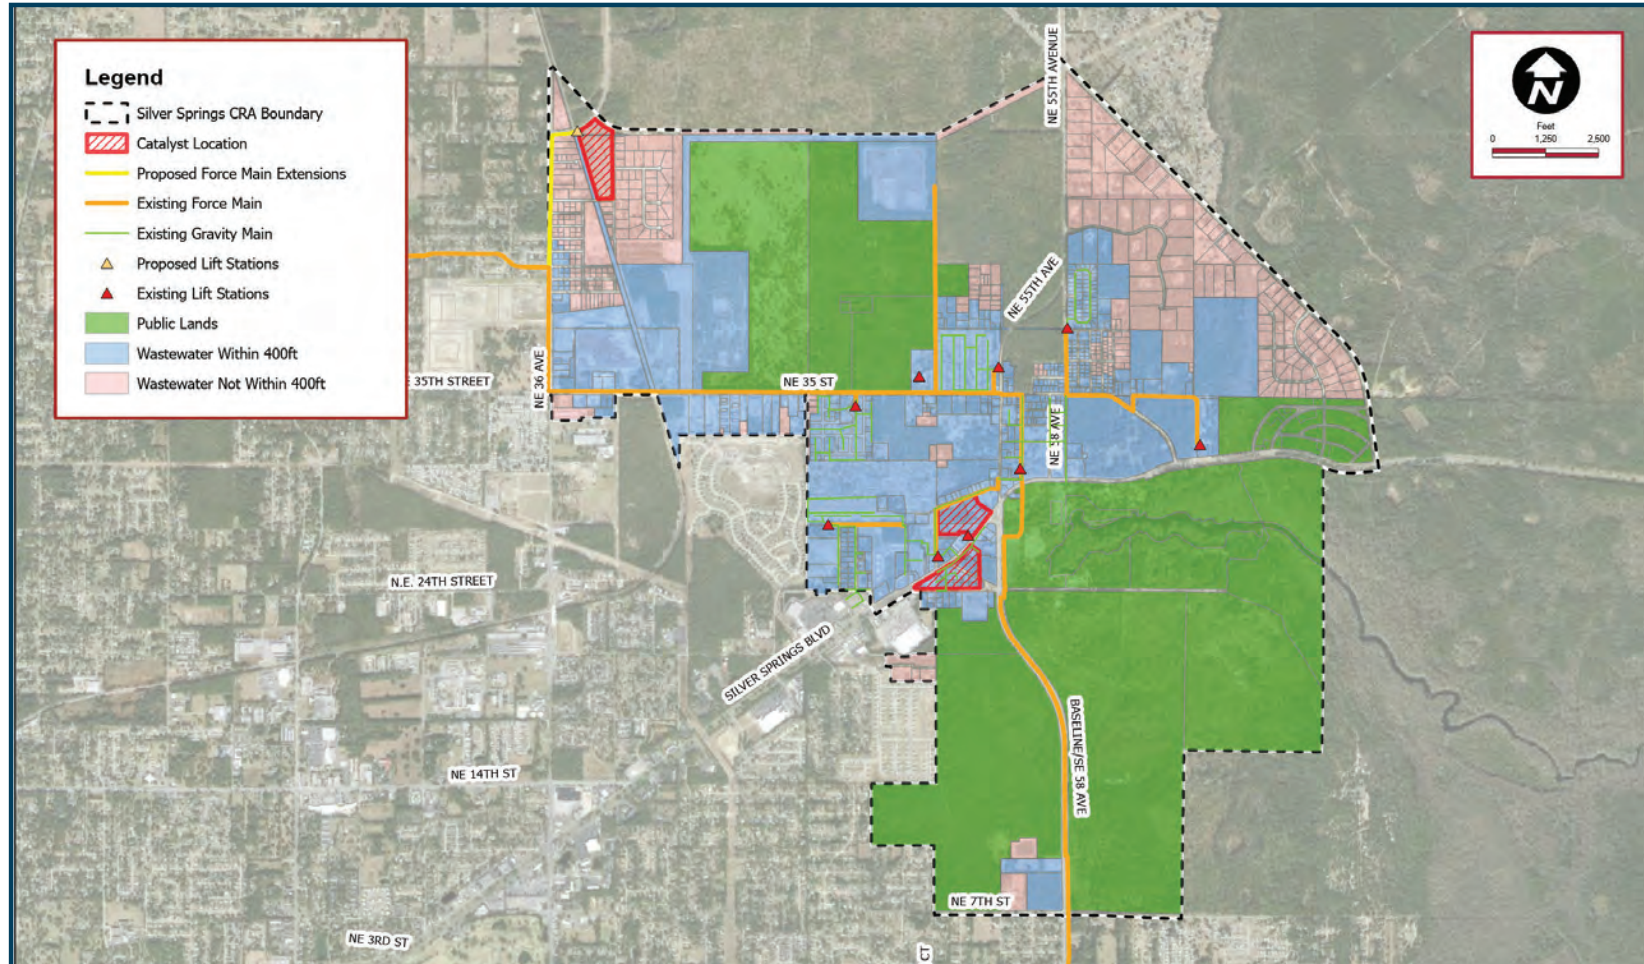 Legend
Silver Springs CRA Boundary
Catalyst Location
Proposed Force Main Extensions
Existing Force Main
Existing Gravity Main
Proposed Lift Stations
Existing Lift Stations
Public Lands
Wastewater Within 400ft
Wastewater Not Within 400ft
N
Feet
0 1,250 2,500
NE 55TH AVENUE
NE 55TH AVE
NE 36 AVE
E 35TH STREET
NE 35 ST
NE 58 AVE
N.E. 24TH STREET
SILVER SPRINGS BLVD
BASELINE/SE 58 AVE
NE 14TH ST
NE 7TH ST
NE 3RD ST
CT